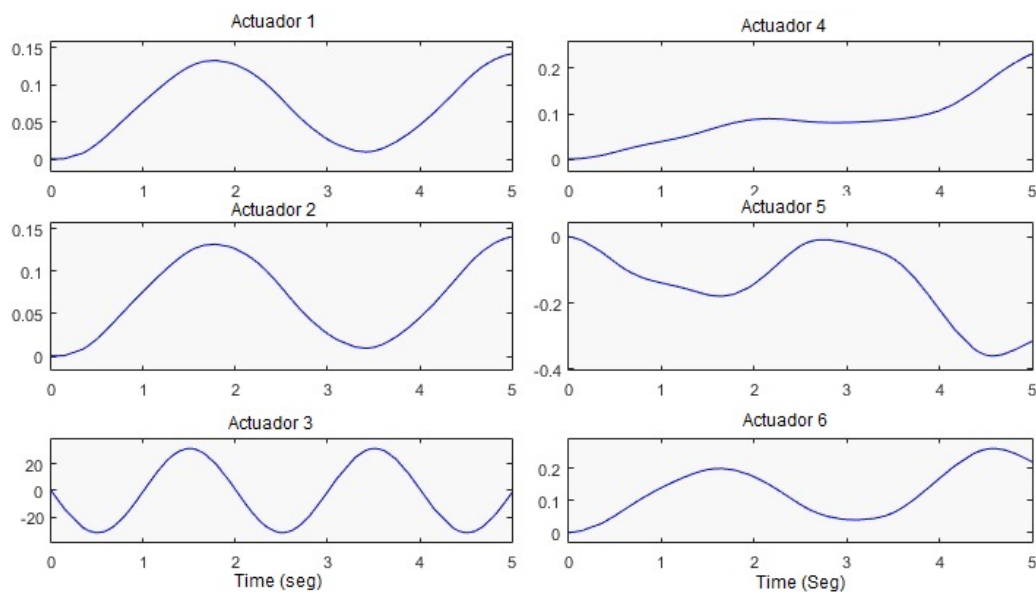 Actuador 1
0.15
0.1
0.05
0
0 1 2 3 4 5
Actuador 2
0.15
0.1
0.05
0
0 1 2 3 4 5
Actuador 3
20
0
-20
0 1 2 3 4 5
Time (seg)
Actuador 4
0.2
0.1
0
0 1 2 3 4 5
Actuador 5
0
-0.2
-0.4
0 1 2 3 4 5
Actuador 6
0.2
0.1
0
0 1 2 3 4 5
Time (Seg)